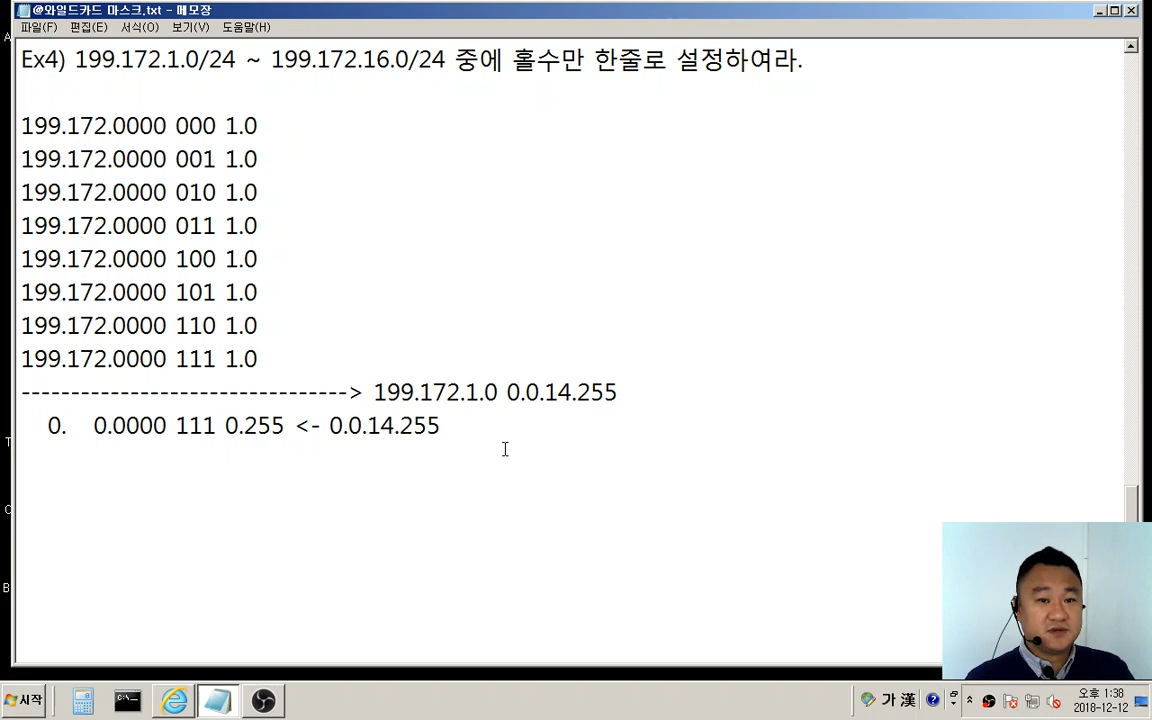 @와일드카드 마스크.txt - 메모장
파일(F) 편집(E) 서식(O) 보기(V) 도움말(H)
Ex4) 199.172.1.0/24 ~ 199.172.16.0/24 중에 홀수만 한줄로 설정하여라.
199.172.0000 000 1.0
199.172.0000 001 1.0
199.172.0000 010 1.0
199.172.0000 011 1.0
199.172.0000 100 1.0
199.172.0000 101 1.0
199.172.0000 110 1.0
199.172.0000 111 1.0
---------------------------------> 199.172.1.0 0.0.14.255
0. 0.0000 111 0.255 <- 0.0.14.255
시작
가 漢
오후 1:38
2018-12-12